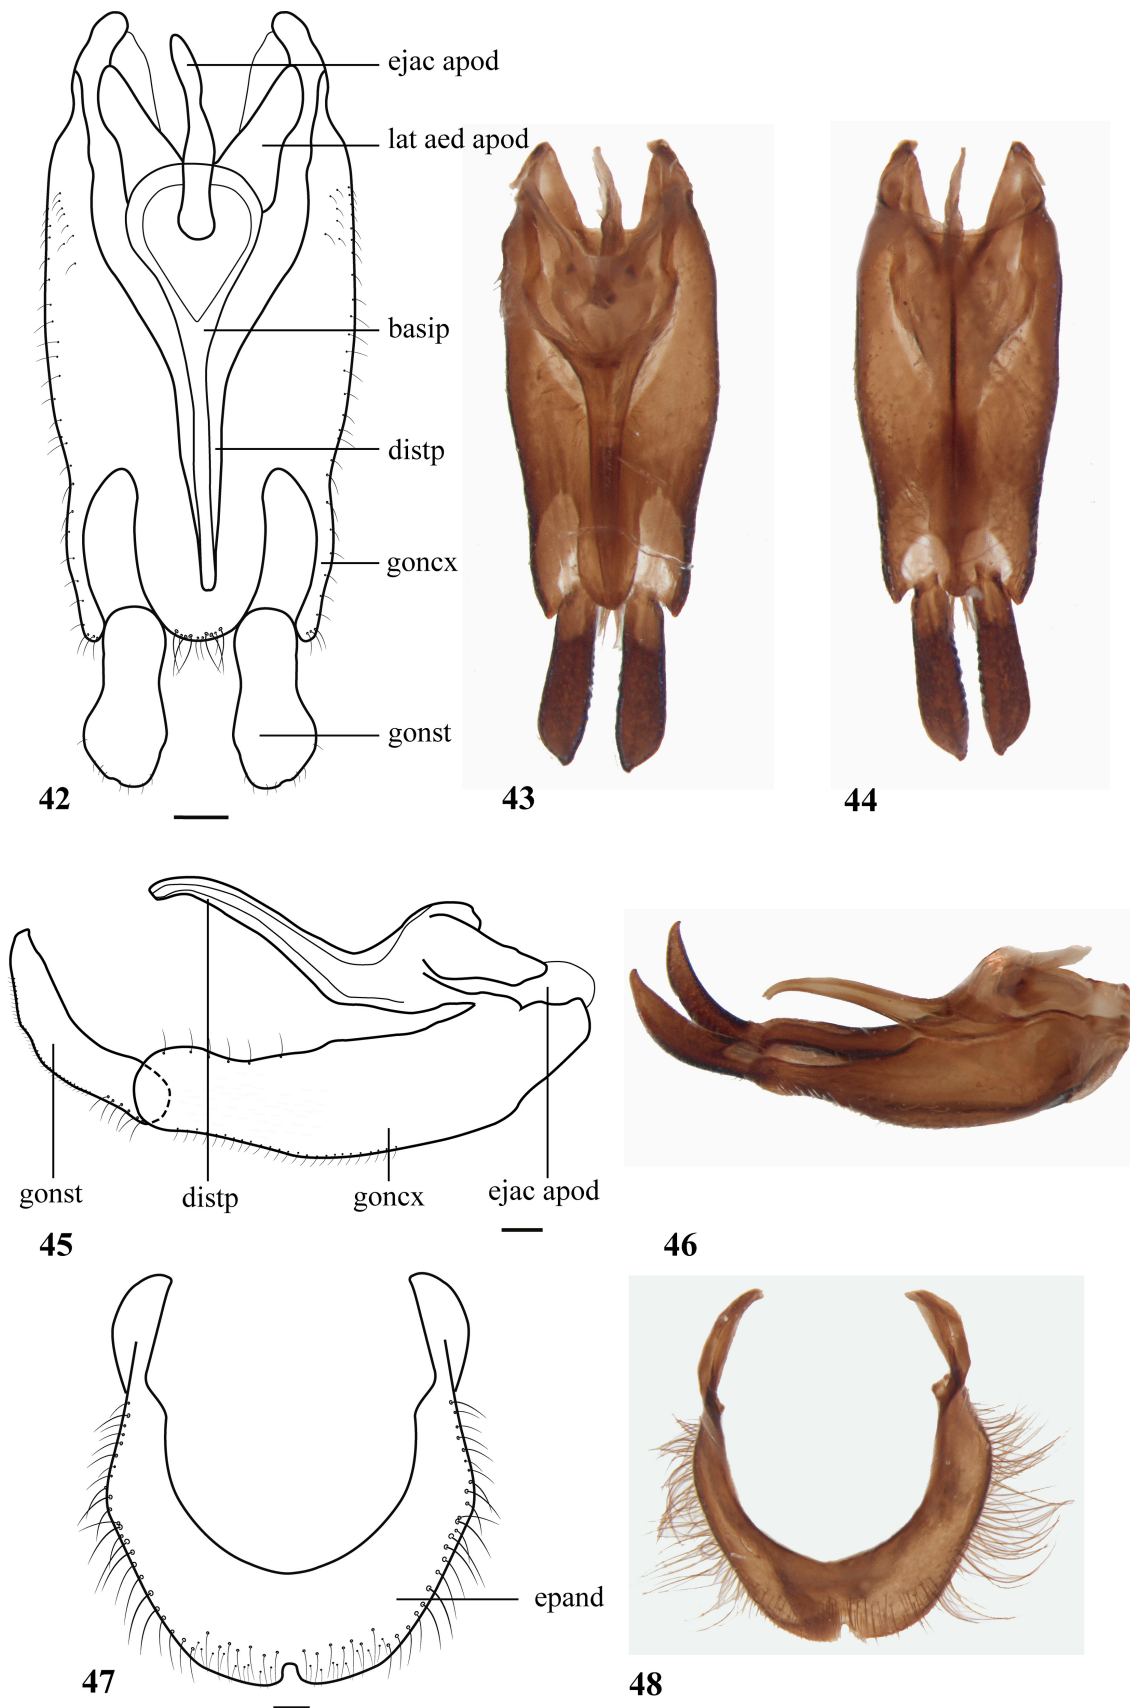 ejac apod
lat aed apod
basip
distp
goncx
gonst
42
43
44
gonst
distp
goncx
ejac apod
45
46
epand
47
48